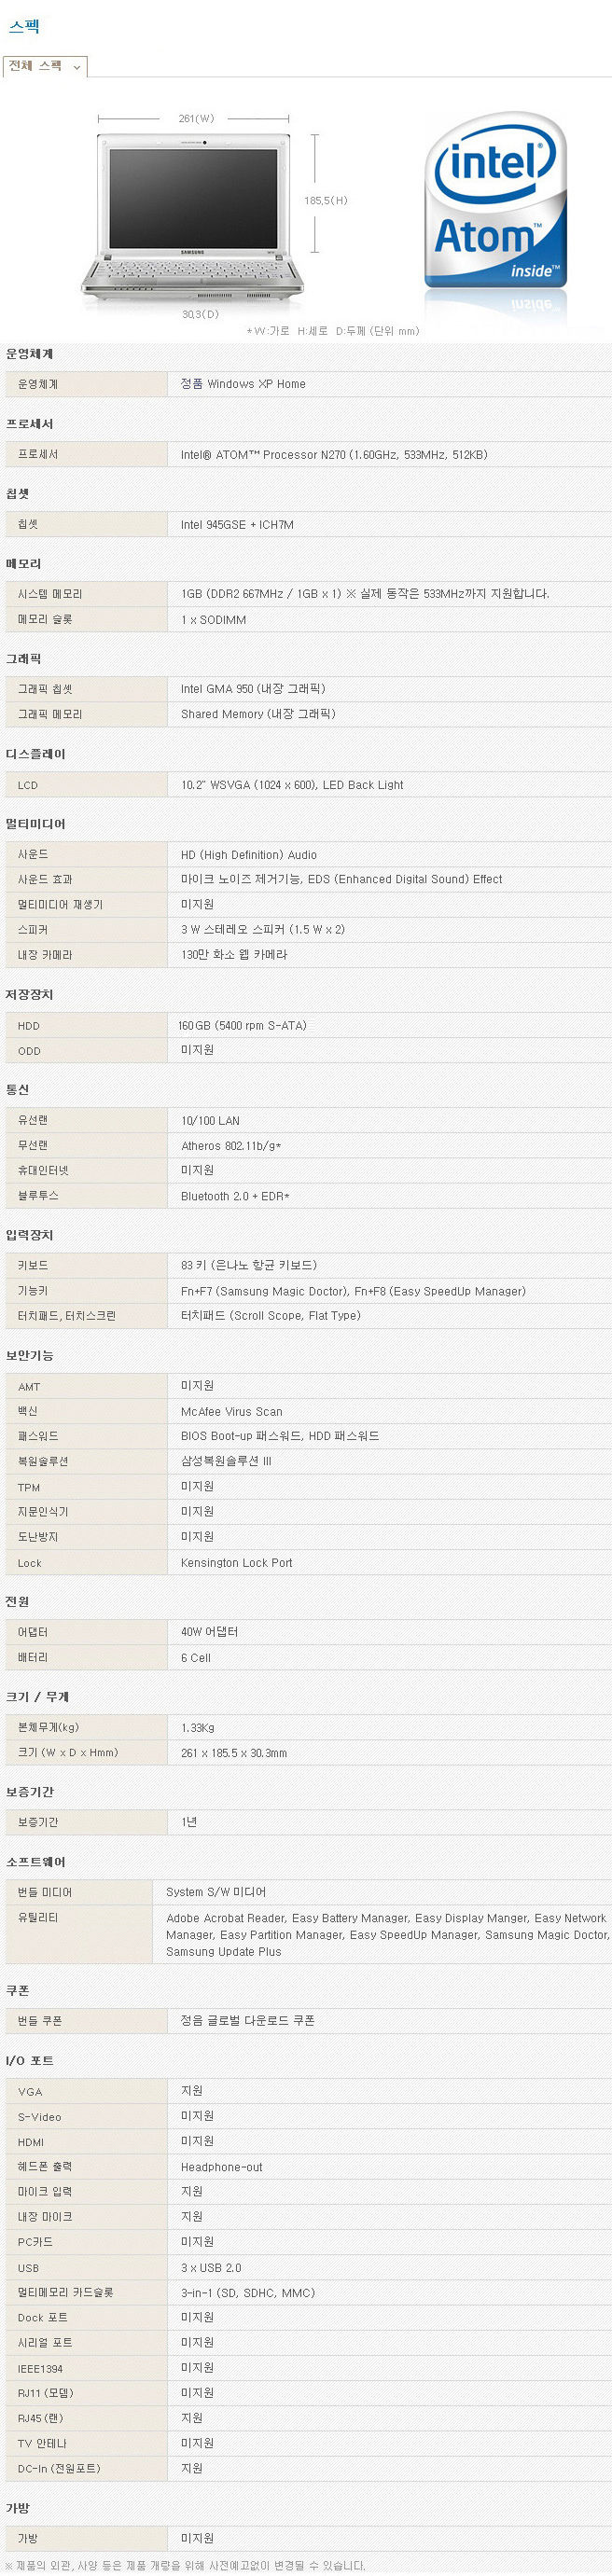 스펙
전체 스펙
261(W)
185.5(H)
SAMSUNG
30.3(D)
intel
Atom™
inside™
*W:가로 H:세로 D:두께 (단위 mm)
운영체계
운영체계 정품 Windows XP Home
프로세서
프로세서 Intel® ATOM™ Processor N270 (1.60GHz, 533MHz, 512KB)
칩셋
칩셋 Intel 945GSE + ICH7M
메모리
시스템 메모리 1GB (DDR2 667MHz / 1GB x 1) ※ 실제 동작은 533MHz까지 지원합니다.
메모리 슬롯 1 x SODIMM
그래픽
그래픽 칩셋 Intel GMA 950 (내장 그래픽)
그래픽 메모리 Shared Memory (내장 그래픽)
디스플레이
LCD 10.2" WSVGA (1024 x 600), LED Back Light
멀티미디어
사운드 HD (High Definition) Audio
사운드 효과 마이크 노이즈 제거기능, EDS (Enhanced Digital Sound) Effect
멀티미디어 재생기 미지원
스피커 3 W 스테레오 스피커 (1.5 W x 2)
내장 카메라 130만 화소 웹 카메라
저장장치
HDD 160GB (5400 rpm S-ATA)
ODD 미지원
통신
유선랜 10/100 LAN
무선랜 Atheros 802.11b/g*
휴대인터넷 미지원
블루투스 Bluetooth 2.0 + EDR*
입력장치
키보드 83 키 (은나노 항균 키보드)
기능키 Fn+F7 (Samsung Magic Doctor), Fn+F8 (Easy SpeedUp Manager)
터치패드, 터치스크린 터치패드 (Scroll Scope, Flat Type)
보안기능
AMT 미지원
백신 McAfee Virus Scan
패스워드 BIOS Boot-up 패스워드, HDD 패스워드
복원솔루션 삼성복원솔루션 III
TPM 미지원
지문인식기 미지원
도난방지 미지원
Lock Kensington Lock Port
전원
어댑터 40W 어댑터
배터리 6 Cell
크기 / 무게
본체무게(kg) 1.33Kg
크기 (W x D x Hmm) 261 x 185.5 x 30.3mm
보증기간
보증기간 1년
소프트웨어
번들 미디어 System S/W 미디어
유틸리티 Adobe Acrobat Reader, Easy Battery Manager, Easy Display Manger, Easy Network
Manager, Easy Partition Manager, Easy SpeedUp Manager, Samsung Magic Doctor,
Samsung Update Plus
쿠폰
번들 쿠폰 정음 글로벌 다운로드 쿠폰
I/O 포트
VGA 지원
S-Video 미지원
HDMI 미지원
헤드폰 출력 Headphone-out
마이크 입력 지원
내장 마이크 지원
PC카드 미지원
USB 3 x USB 2.0
멀티메모리 카드슬롯 3-in-1 (SD, SDHC, MMC)
Dock 포트 미지원
시리얼 포트 미지원
IEEE1394 미지원
RJ11 (모뎀) 미지원
RJ45 (랜) 지원
TV 안테나 미지원
DC-In (전원포트) 지원
가방
가방 미지원
※ 제품의 외관, 사양 등은 제품 개량을 위해 사전예고없이 변경될 수 있습니다.